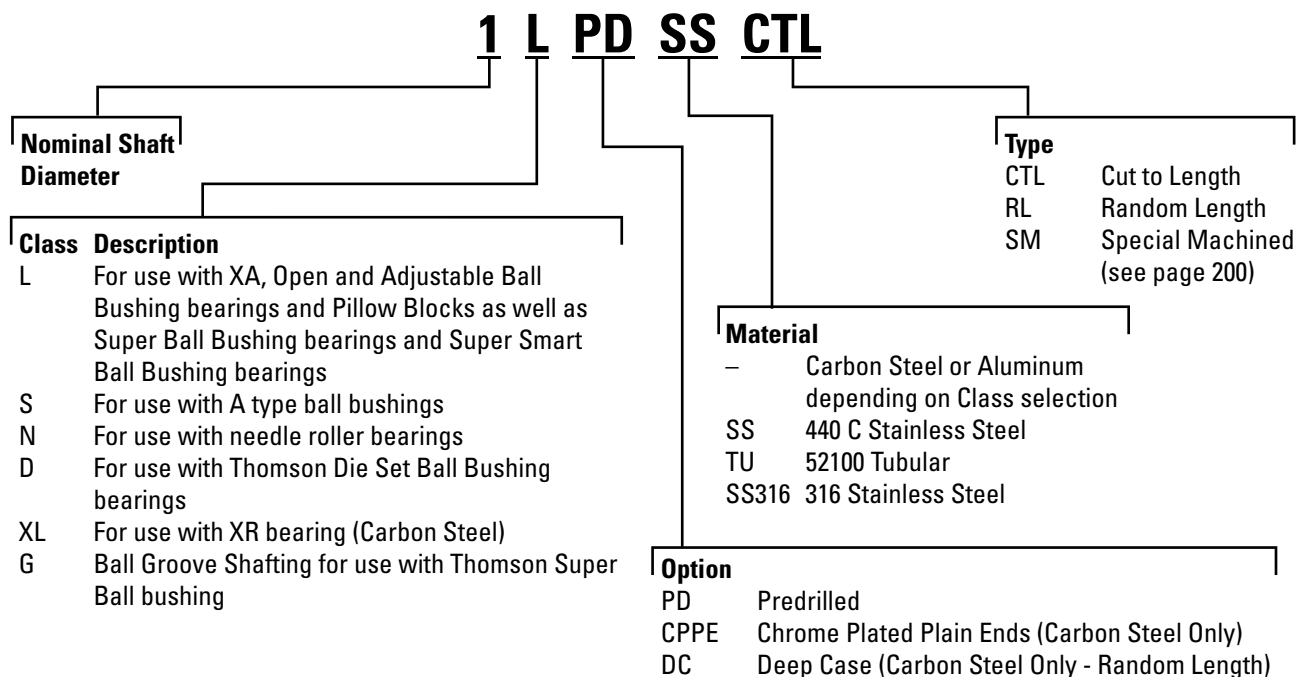 1 L PD SS CTL
Nominal Shaft
Diameter
Class Description
L For use with XA, Open and Adjustable Ball
Bushing bearings and Pillow Blocks as well as
Super Ball Bushing bearings and Super Smart
Ball Bushing bearings
S For use with A type ball bushings
N For use with needle roller bearings
D For use with Thomson Die Set Ball Bushing
bearings
XL For use with XR bearing (Carbon Steel)
G Ball Groove Shafting for use with Thomson Super
Ball bushing
Type
CTL Cut to Length
RL Random Length
SM Special Machined
(see page 200)
Material
– Carbon Steel or Aluminum
depending on Class selection
SS 440 C Stainless Steel
TU 52100 Tubular
SS316 316 Stainless Steel
Option
PD Predrilled
CPPE Chrome Plated Plain Ends (Carbon Steel Only)
DC Deep Case (Carbon Steel Only - Random Length)